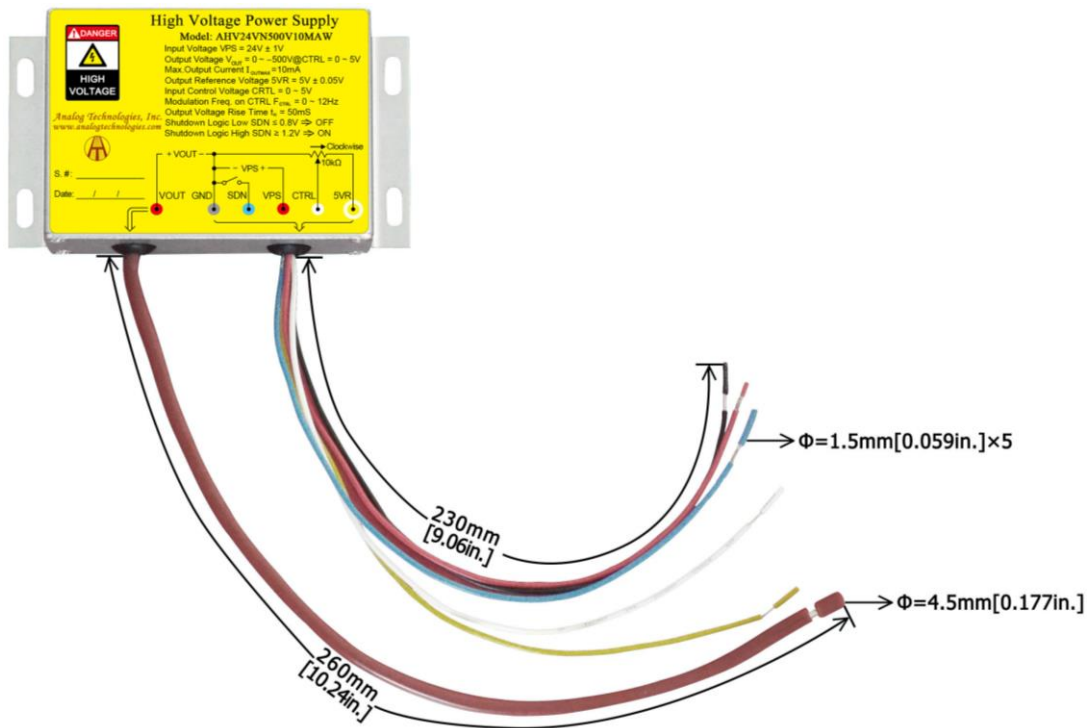 High Voltage Power Supply
Model: AHV24VN500V10MAW
DANGER
HIGH
VOLTAGE
Input Voltage VPS = 24V ± 1V
Output Voltage V_OUT = 0 ~ −500V@CTRL = 0 ~ 5V
Max.Output Current I_OUTMAX =10mA
Output Reference Voltage 5VR = 5V ± 0.05V
Input Control Voltage CRTL = 0 ~ 5V
Modulation Freq. on CTRL F_CTRL = 0 ~ 12Hz
Output Voltage Rise Time t_R = 50mS
Shutdown Logic Low SDN ≤ 0.8V ⇒ OFF
Shutdown Logic High SDN ≥ 1.2V ⇒ ON
Analog Technologies, Inc.
www.analogtechnologies.com
AT
S. #:
Date: / /
+ VOUT −
− VPS +
Clockwise
10kΩ
VOUT GND SDN VPS CTRL 5VR
Φ=1.5mm[0.059in.]×5
230mm
[9.06in.]
Φ=4.5mm[0.177in.]
260mm
[10.24in.]